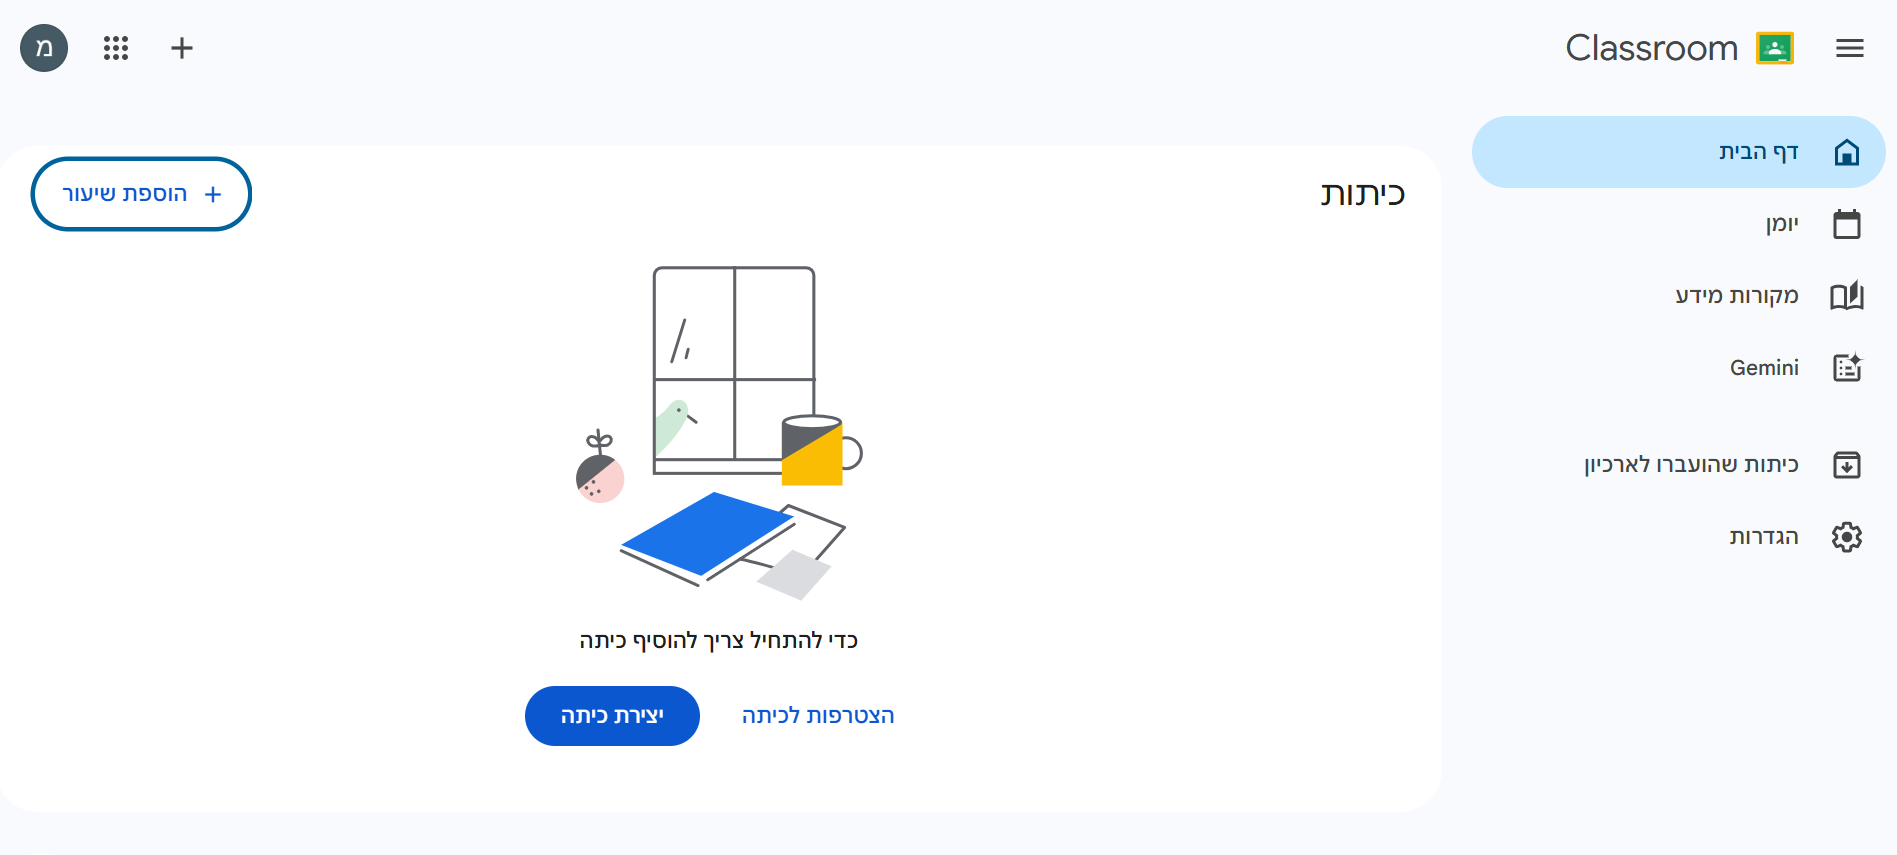 Classroom
מ
דף הבית
יומן
מקורות מידע
Gemini
כיתות שהועברו לארכיון
הגדרות
כיתות
הוספת שיעור
כדי להתחיל צריך להוסיף כיתה
הצטרפות לכיתה
יצירת כיתה